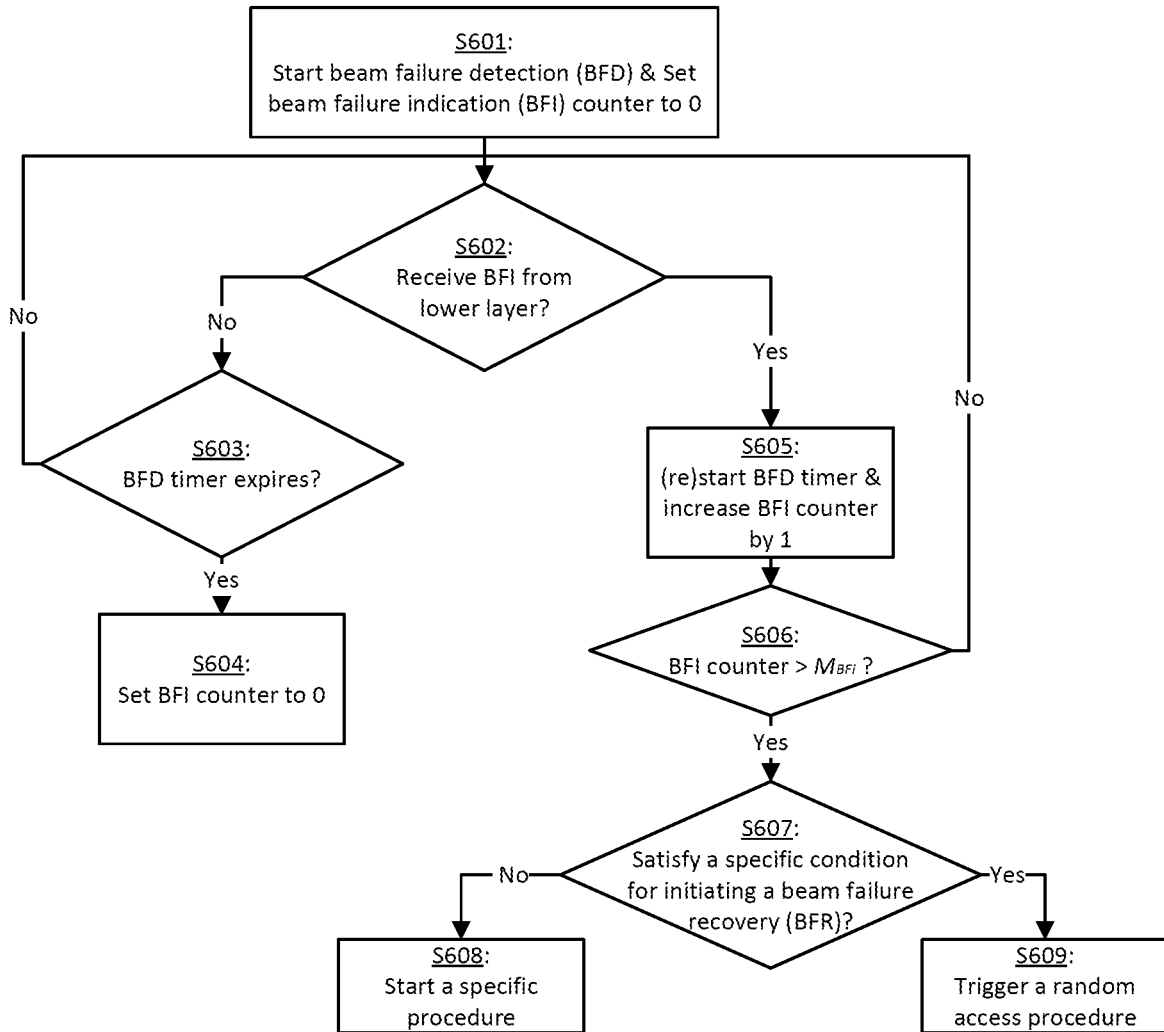 S601:
Start beam failure detection (BFD) & Set
beam failure indication (BFI) counter to 0
S602:
Receive BFI from
lower layer?
No
No
Yes
No
S603:
BFD timer expires?
S605:
(re)start BFD timer &
increase BFI counter
by 1
Yes
S604:
Set BFI counter to 0
S606:
BFI counter > MBFI ?
Yes
S607:
Satisfy a specific condition
for initiating a beam failure
recovery (BFR)?
No
Yes
S608:
Start a specific
procedure
S609:
Trigger a random
access procedure